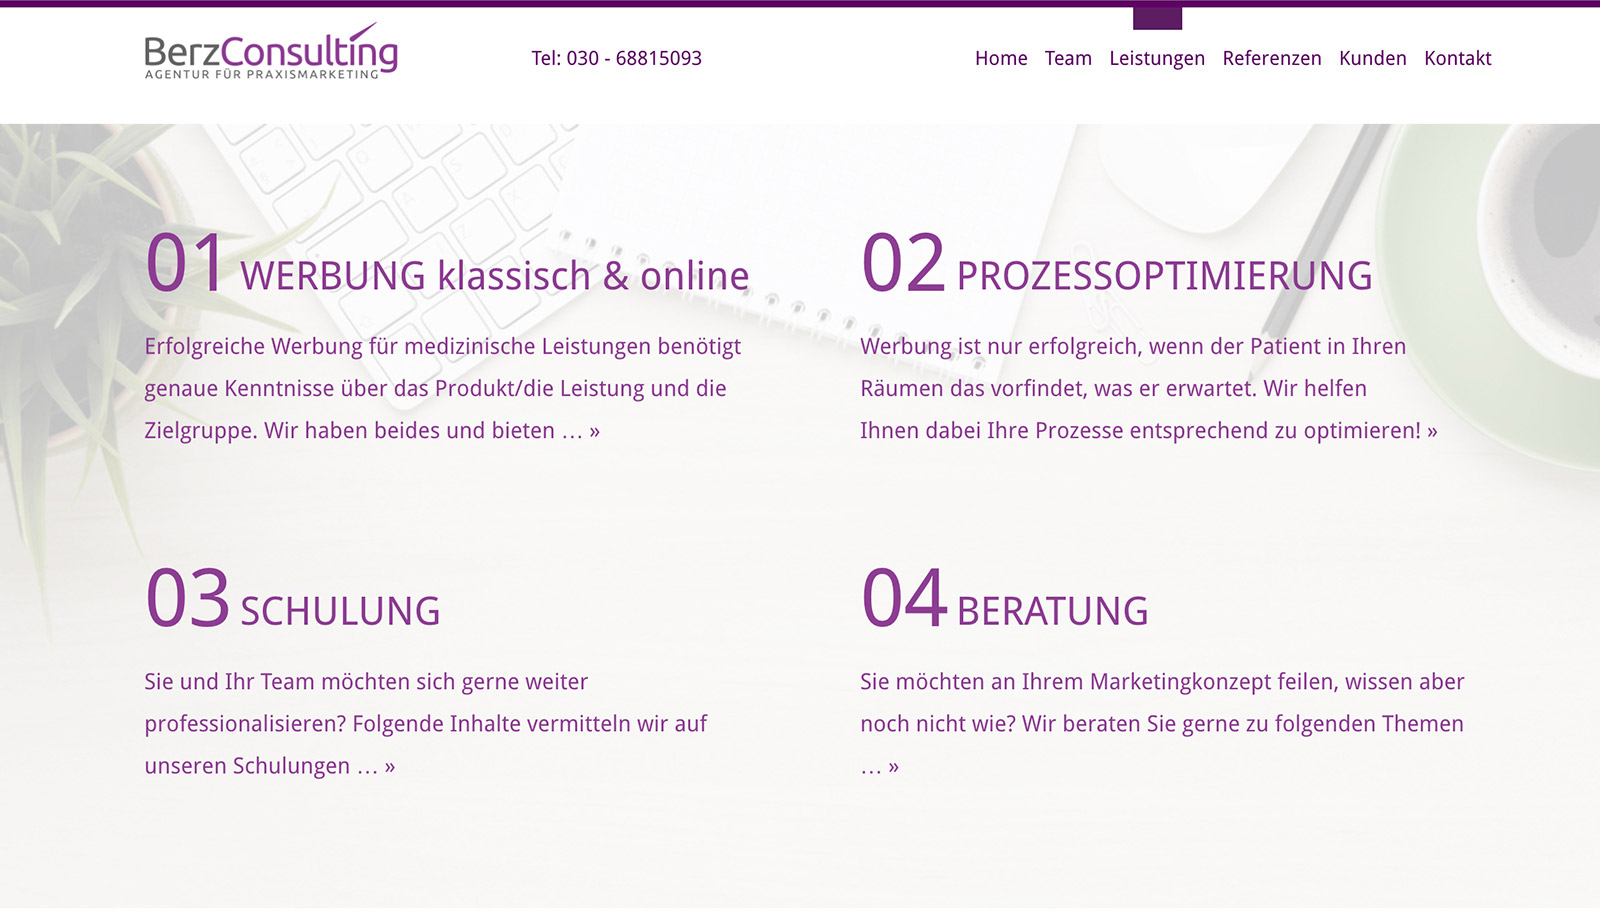 BerzConsulting
AGENTUR FÜR PRAXISMARKETING
Tel: 030 - 68815093
Home Team Leistungen Referenzen Kunden Kontakt
01 WERBUNG klassisch & online
Erfolgreiche Werbung für medizinische Leistungen benötigt
genaue Kenntnisse über das Produkt/die Leistung und die
Zielgruppe. Wir haben beides und bieten … »
02 PROZESSOPTIMIERUNG
Werbung ist nur erfolgreich, wenn der Patient in Ihren
Räumen das vorfindet, was er erwartet. Wir helfen
Ihnen dabei Ihre Prozesse entsprechend zu optimieren! »
03 SCHULUNG
Sie und Ihr Team möchten sich gerne weiter
professionalisieren? Folgende Inhalte vermitteln wir auf
unseren Schulungen … »
04 BERATUNG
Sie möchten an Ihrem Marketingkonzept feilen, wissen aber
noch nicht wie? Wir beraten Sie gerne zu folgenden Themen
… »